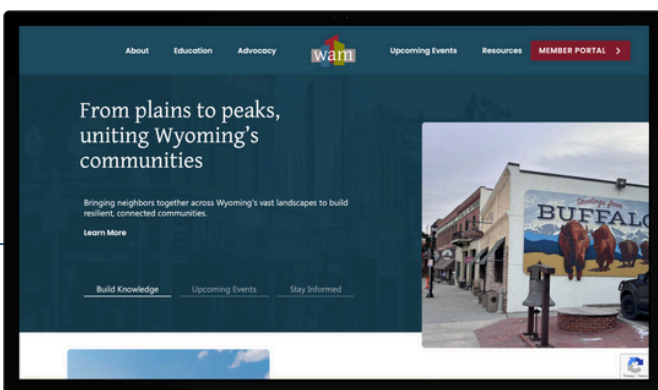 About
Education
Advocacy
wam
Upcoming Events
Resources
MEMBER PORTAL
From plains to peaks,
uniting Wyoming's
communities
Bringing neighbors together across Wyoming's vast landscapes to build
resilient, connected communities.
Learn More
Build Knowledge
Upcoming Events
Stay Informed
Greetings from
BUFFALO